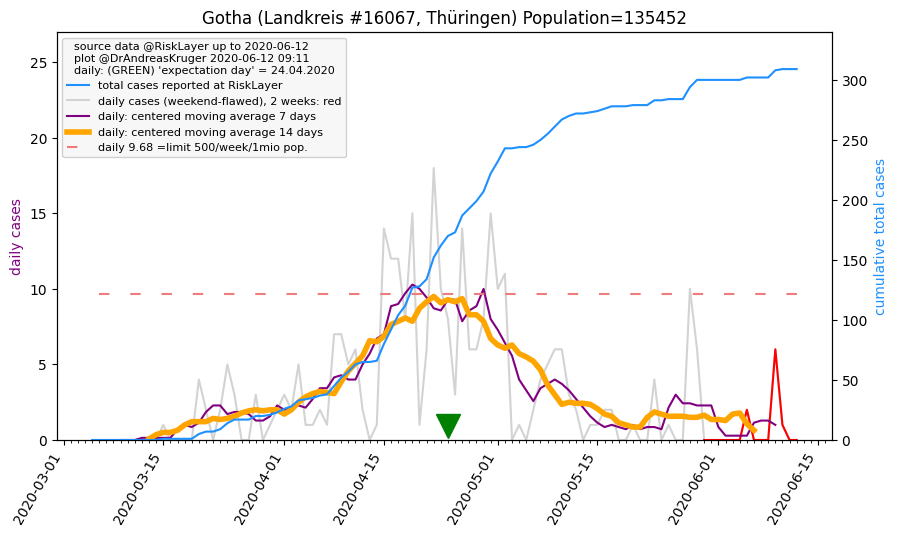 Gotha (Landkreis #16067, Thüringen) Population=135452
source data @RiskLayer up to 2020-06-12
plot @DrAndreasKruger 2020-06-12 09:11
daily: (GREEN) 'expectation day' = 24.04.2020
total cases reported at RiskLayer
daily cases (weekend-flawed), 2 weeks: red
daily: centered moving average 7 days
daily: centered moving average 14 days
daily 9.68 =limit 500/week/1mio pop.
daily cases
25
20
15
10
5
0
cumulative total cases
300
250
200
150
100
50
0
2020-03-01
2020-03-15
2020-04-01
2020-04-15
2020-05-01
2020-05-15
2020-06-01
2020-06-15